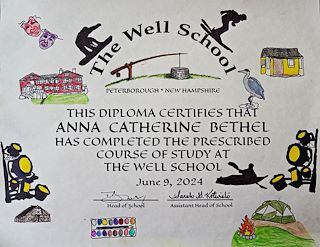 The Well School
PETERBOROUGH • NEW HAMPSHIRE
THIS DIPLOMA CERTIFIES THAT
ANNA CATHERINE BETHEL
HAS COMPLETED THE PRESCRIBED
COURSE OF STUDY AT
THE WELL SCHOOL
June 9, 2024
Head of School
Assistant Head of School